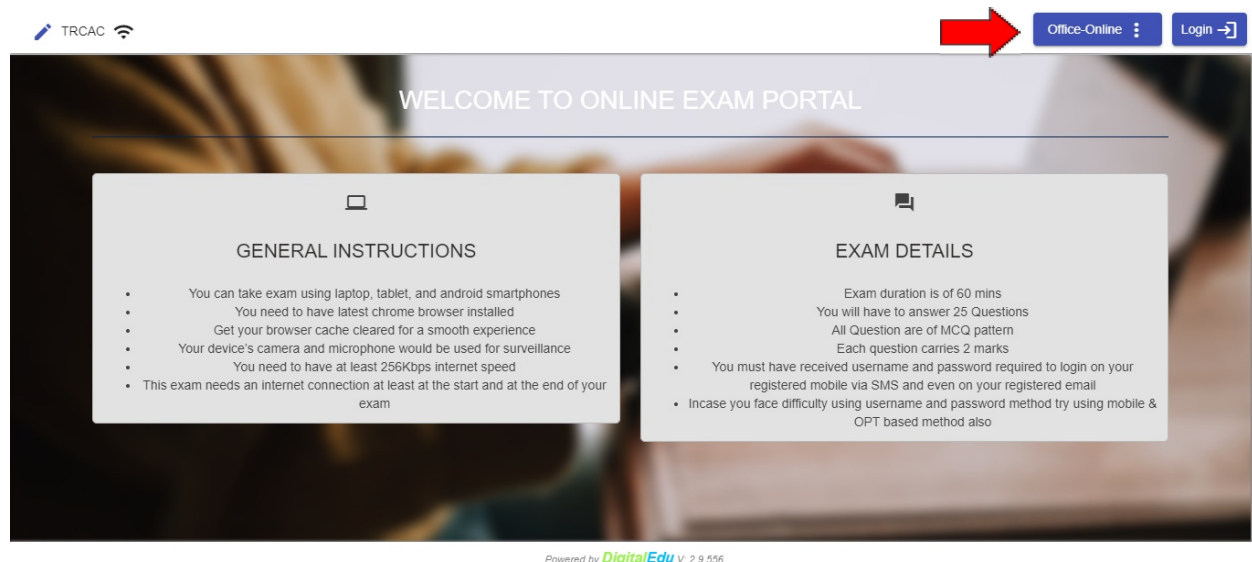 TRCAC
Office-Online
Login
WELCOME TO ONLINE EXAM PORTAL
GENERAL INSTRUCTIONS
• You can take exam using laptop, tablet, and android smartphones
• You need to have latest chrome browser installed
• Get your browser cache cleared for a smooth experience
• Your device's camera and microphone would be used for surveillance
• You need to have at least 256Kbps internet speed
• This exam needs an internet connection at least at the start and at the end of your
exam
EXAM DETAILS
• Exam duration is of 60 mins
• You will have to answer 25 Questions
• All Question are of MCQ pattern
• Each question carries 2 marks
• You must have received username and password required to login on your
registered mobile via SMS and even on your registered email
• Incase you face difficulty using username and password method try using mobile &
OPT based method also
Powered by DigitalEdu V: 2.9.556